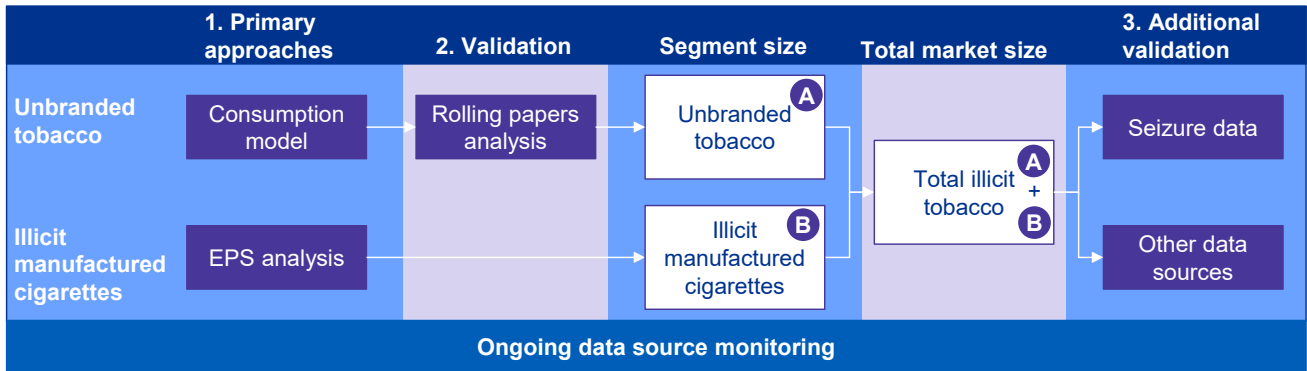 1. Primary
approaches
2. Validation
Segment size
Total market size
3. Additional
validation
Unbranded
tobacco
Consumption
model
Rolling papers
analysis
A
Unbranded
tobacco
Seizure data
Total illicit
tobacco
A
+
B
Illicit
manufactured
cigarettes
EPS analysis
B
Illicit
manufactured
cigarettes
Other data
sources
Ongoing data source monitoring